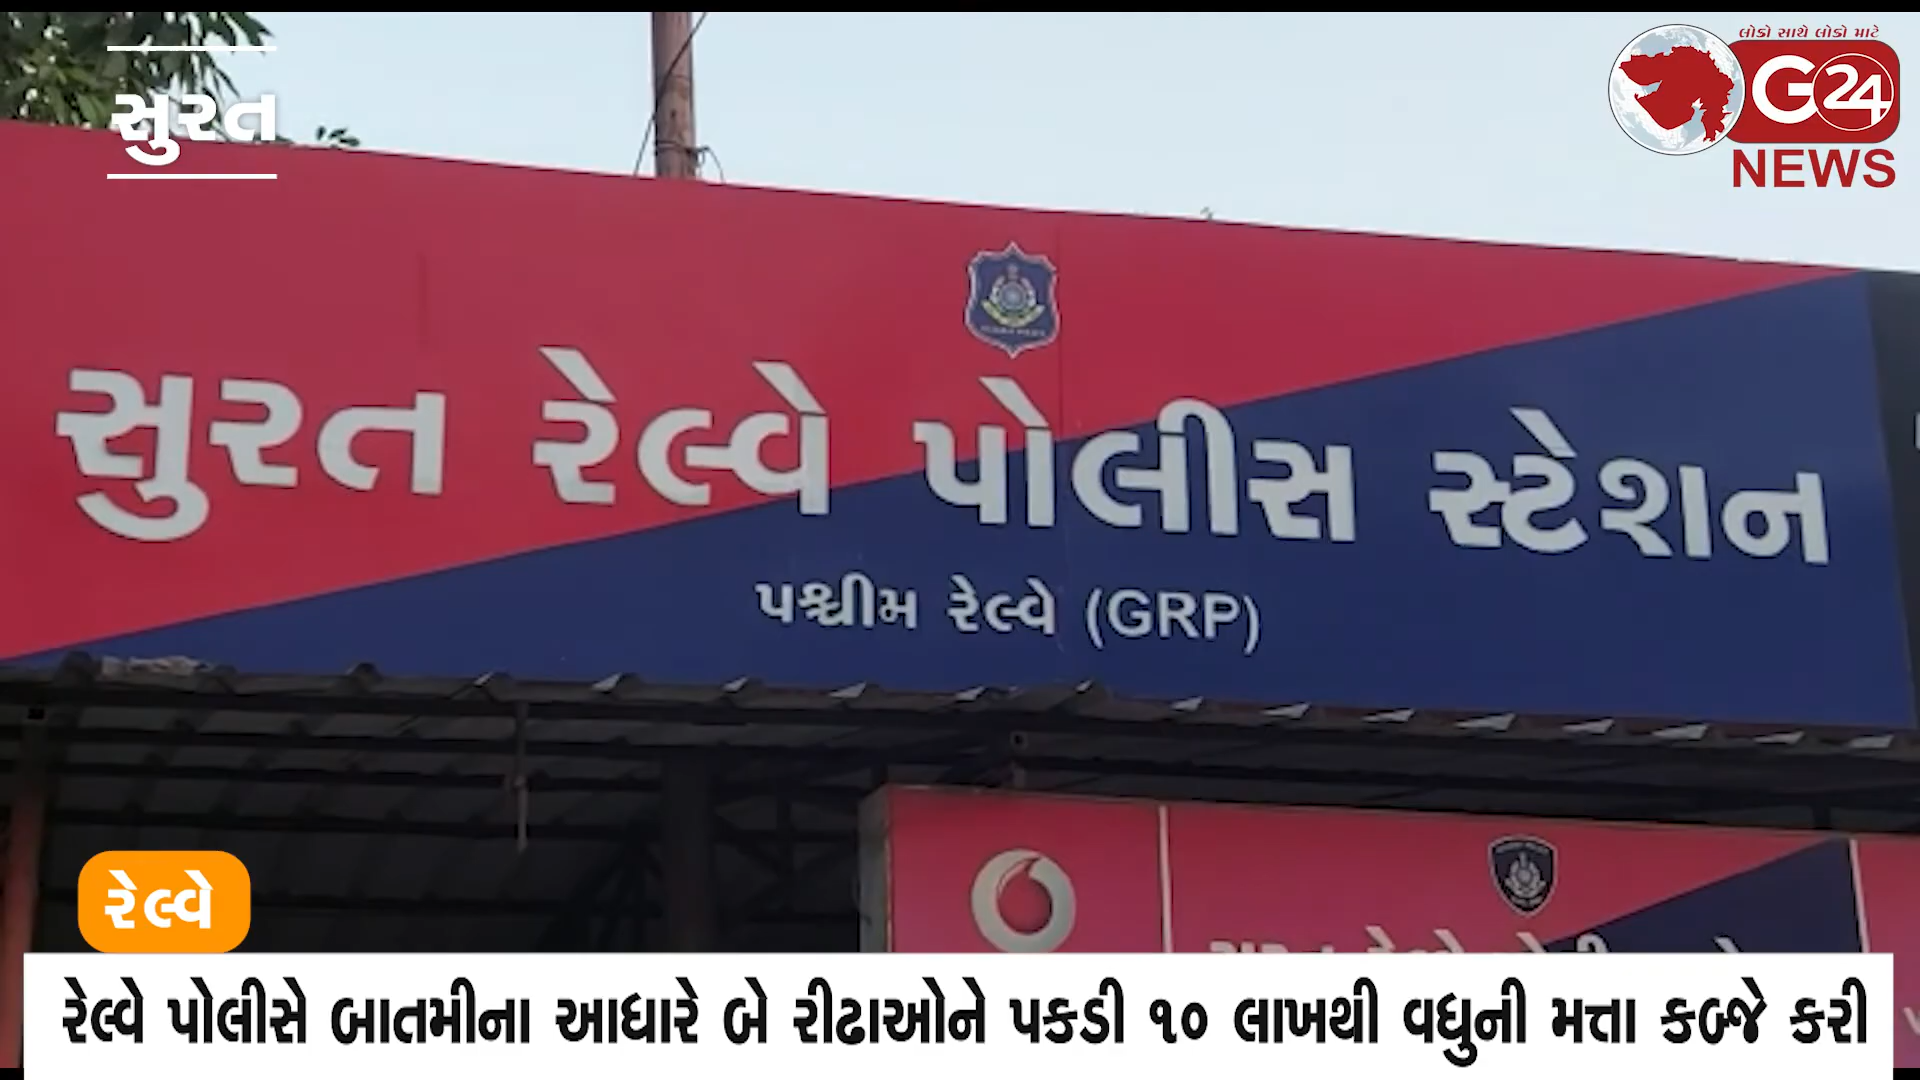 સુરત
લોકો સાથે લોકો માટે
G24
NEWS
સુરત રેલ્વે પોલીસ સ્ટેશન
પશ્ચીમ રેલ્વે (GRP)
રેલ્વે
રેલ્વે પોલીસે બાતમીના આધારે બે રીઢાઓને પકડી ૧૦ લાખથી વધુની મત્તા કબ્જે કરી